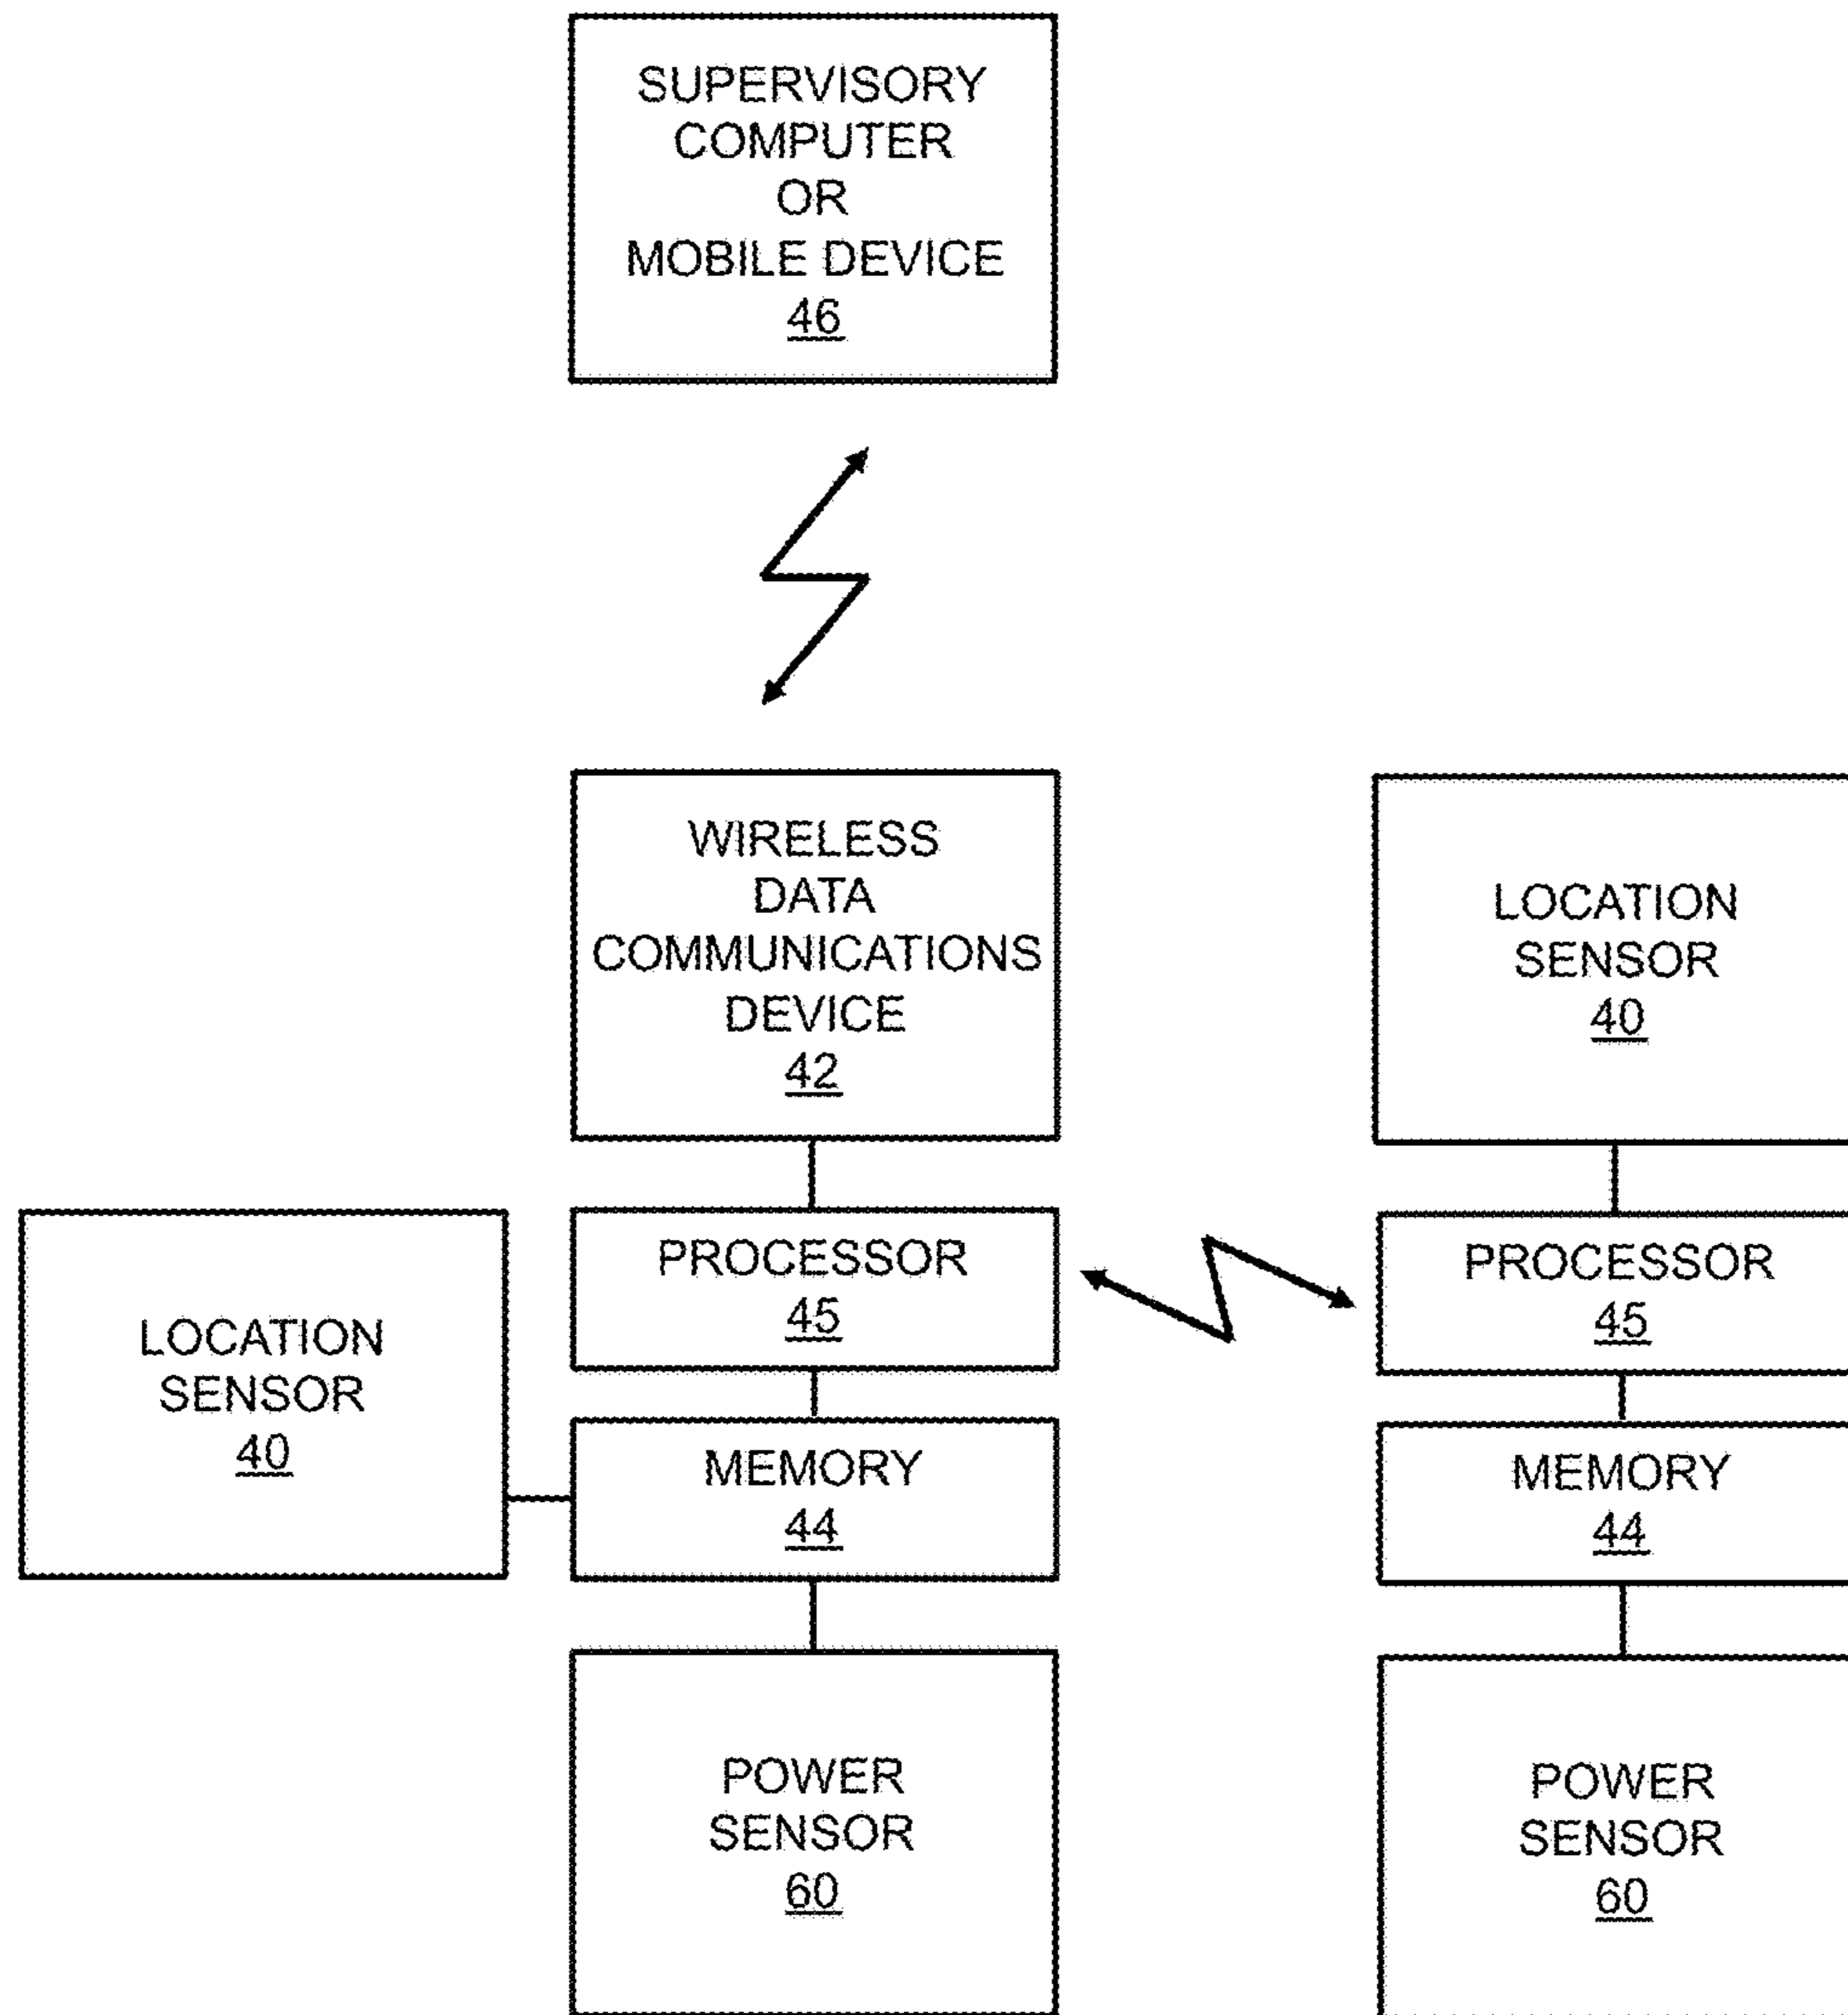 SUPERVISORY
COMPUTER
OR
MOBILE DEVICE
46
WIRELESS
DATA
COMMUNICATIONS
DEVICE
42
LOCATION
SENSOR
40
PROCESSOR
45
PROCESSOR
45
LOCATION
SENSOR
40
MEMORY
44
MEMORY
44
POWER
SENSOR
60
POWER
SENSOR
60